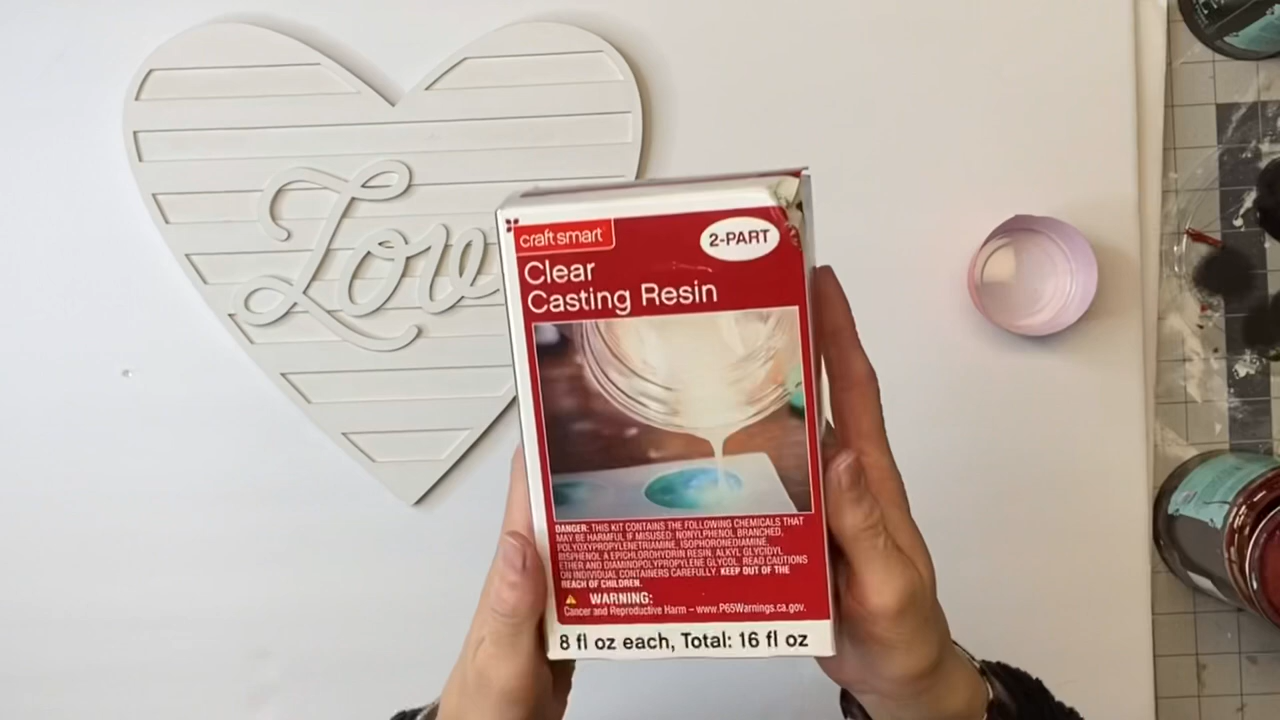 Love
craft smart
2-PART
Clear
Casting Resin
DANGER: THIS KIT CONTAINS THE FOLLOWING CHEMICALS THAT
MAY BE HARMFUL IF MISUSED: NONYLPHENOL BRANCHED,
POLYOXYPROPYLENETRIAMINE, ISOPHORONEDIAMINE,
BISPHENOL A EPICHLOROHYDRIN RESIN, ALKYL GLYCIDYL
ETHER AND DIAMINOPOLYPROPYLENE GLYCOL. READ CAUTIONS
ON INDIVIDUAL CONTAINERS CAREFULLY. KEEP OUT OF THE
REACH OF CHILDREN.
WARNING:
Cancer and Reproductive Harm – www.P65Warnings.ca.gov.
8 fl oz each, Total: 16 fl oz